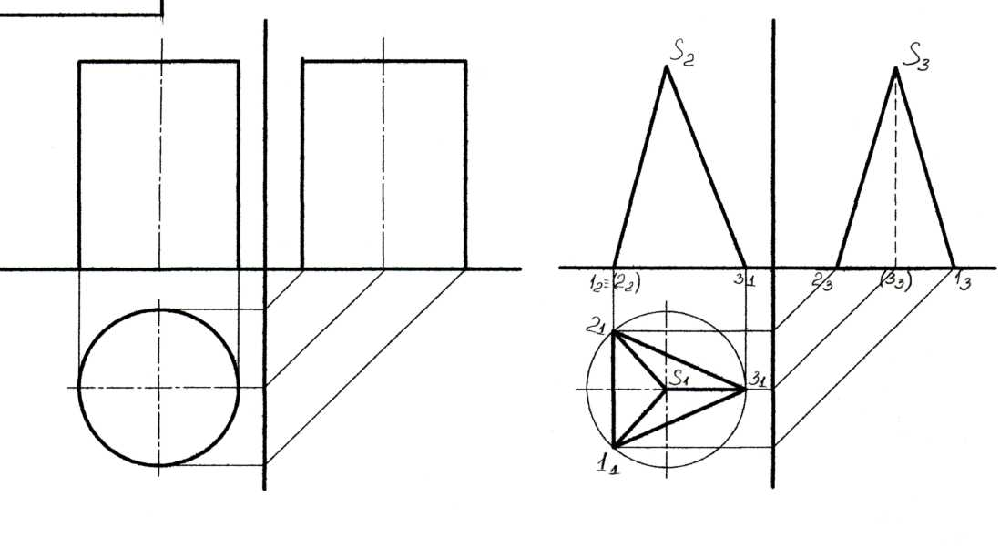 S₂
S₃
1₂≡(2₂)
3₁
2₃
(3₃)
1₃
2₁
S₁
3₁
1₁